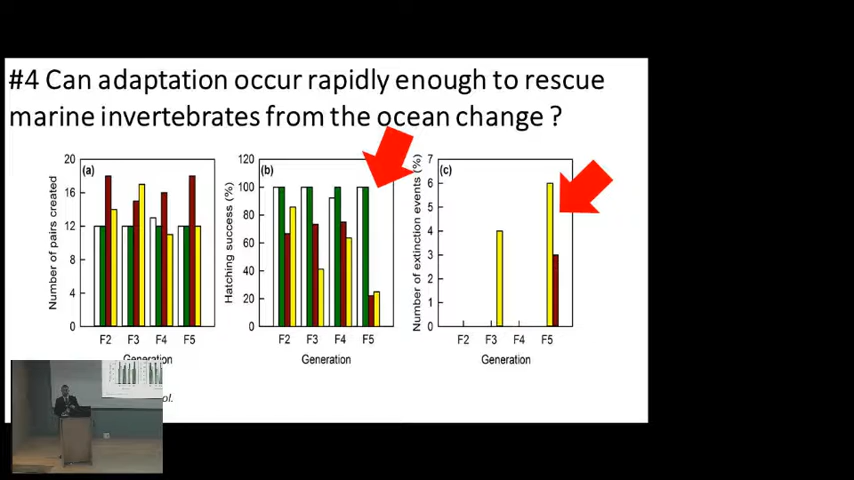 #4 Can adaptation occur rapidly enough to rescue
marine invertebrates from the ocean change ?
(a)
Number of pairs created
20
16
12
8
4
0
F2 F3 F4 F5
Generation
(b)
Hatching success (%)
120
100
80
60
40
20
0
F2 F3 F4 F5
Generation
(c)
Number of extinction events (%)
7
6
5
4
3
2
1
0
F2 F3 F4 F5
Generation
ol.